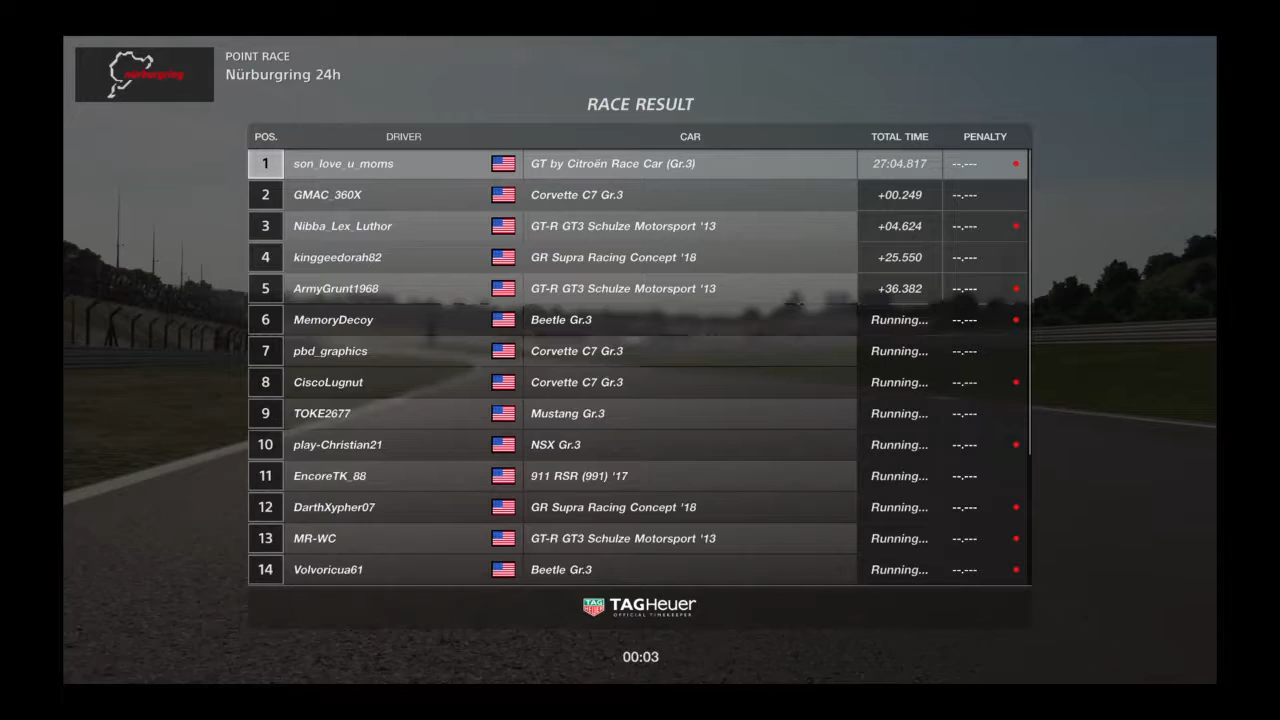 POINT RACE
nürburgring
Nürburgring 24h
RACE RESULT
POS. DRIVER CAR TOTAL TIME PENALTY
1 son_love_u_moms GT by Citroën Race Car (Gr.3) 27:04.817 --.---
2 GMAC_360X Corvette C7 Gr.3 +00.249 --.---
3 Nibba_Lex_Luthor GT-R GT3 Schulze Motorsport '13 +04.624 --.---
4 kinggeedorah82 GR Supra Racing Concept '18 +25.550 --.---
5 ArmyGrunt1968 GT-R GT3 Schulze Motorsport '13 +36.382 --.---
6 MemoryDecoy Beetle Gr.3 Running... --.---
7 pbd_graphics Corvette C7 Gr.3 Running... --.---
8 CiscoLugnut Corvette C7 Gr.3 Running... --.---
9 TOKE2677 Mustang Gr.3 Running... --.---
10 play-Christian21 NSX Gr.3 Running... --.---
11 EncoreTK_88 911 RSR (991) '17 Running... --.---
12 DarthXypher07 GR Supra Racing Concept '18 Running... --.---
13 MR-WC GT-R GT3 Schulze Motorsport '13 Running... --.---
14 Volvoricua61 Beetle Gr.3 Running... --.---
TAG HEUER TAGHeuer
OFFICIAL TIMEKEEPER
00:03